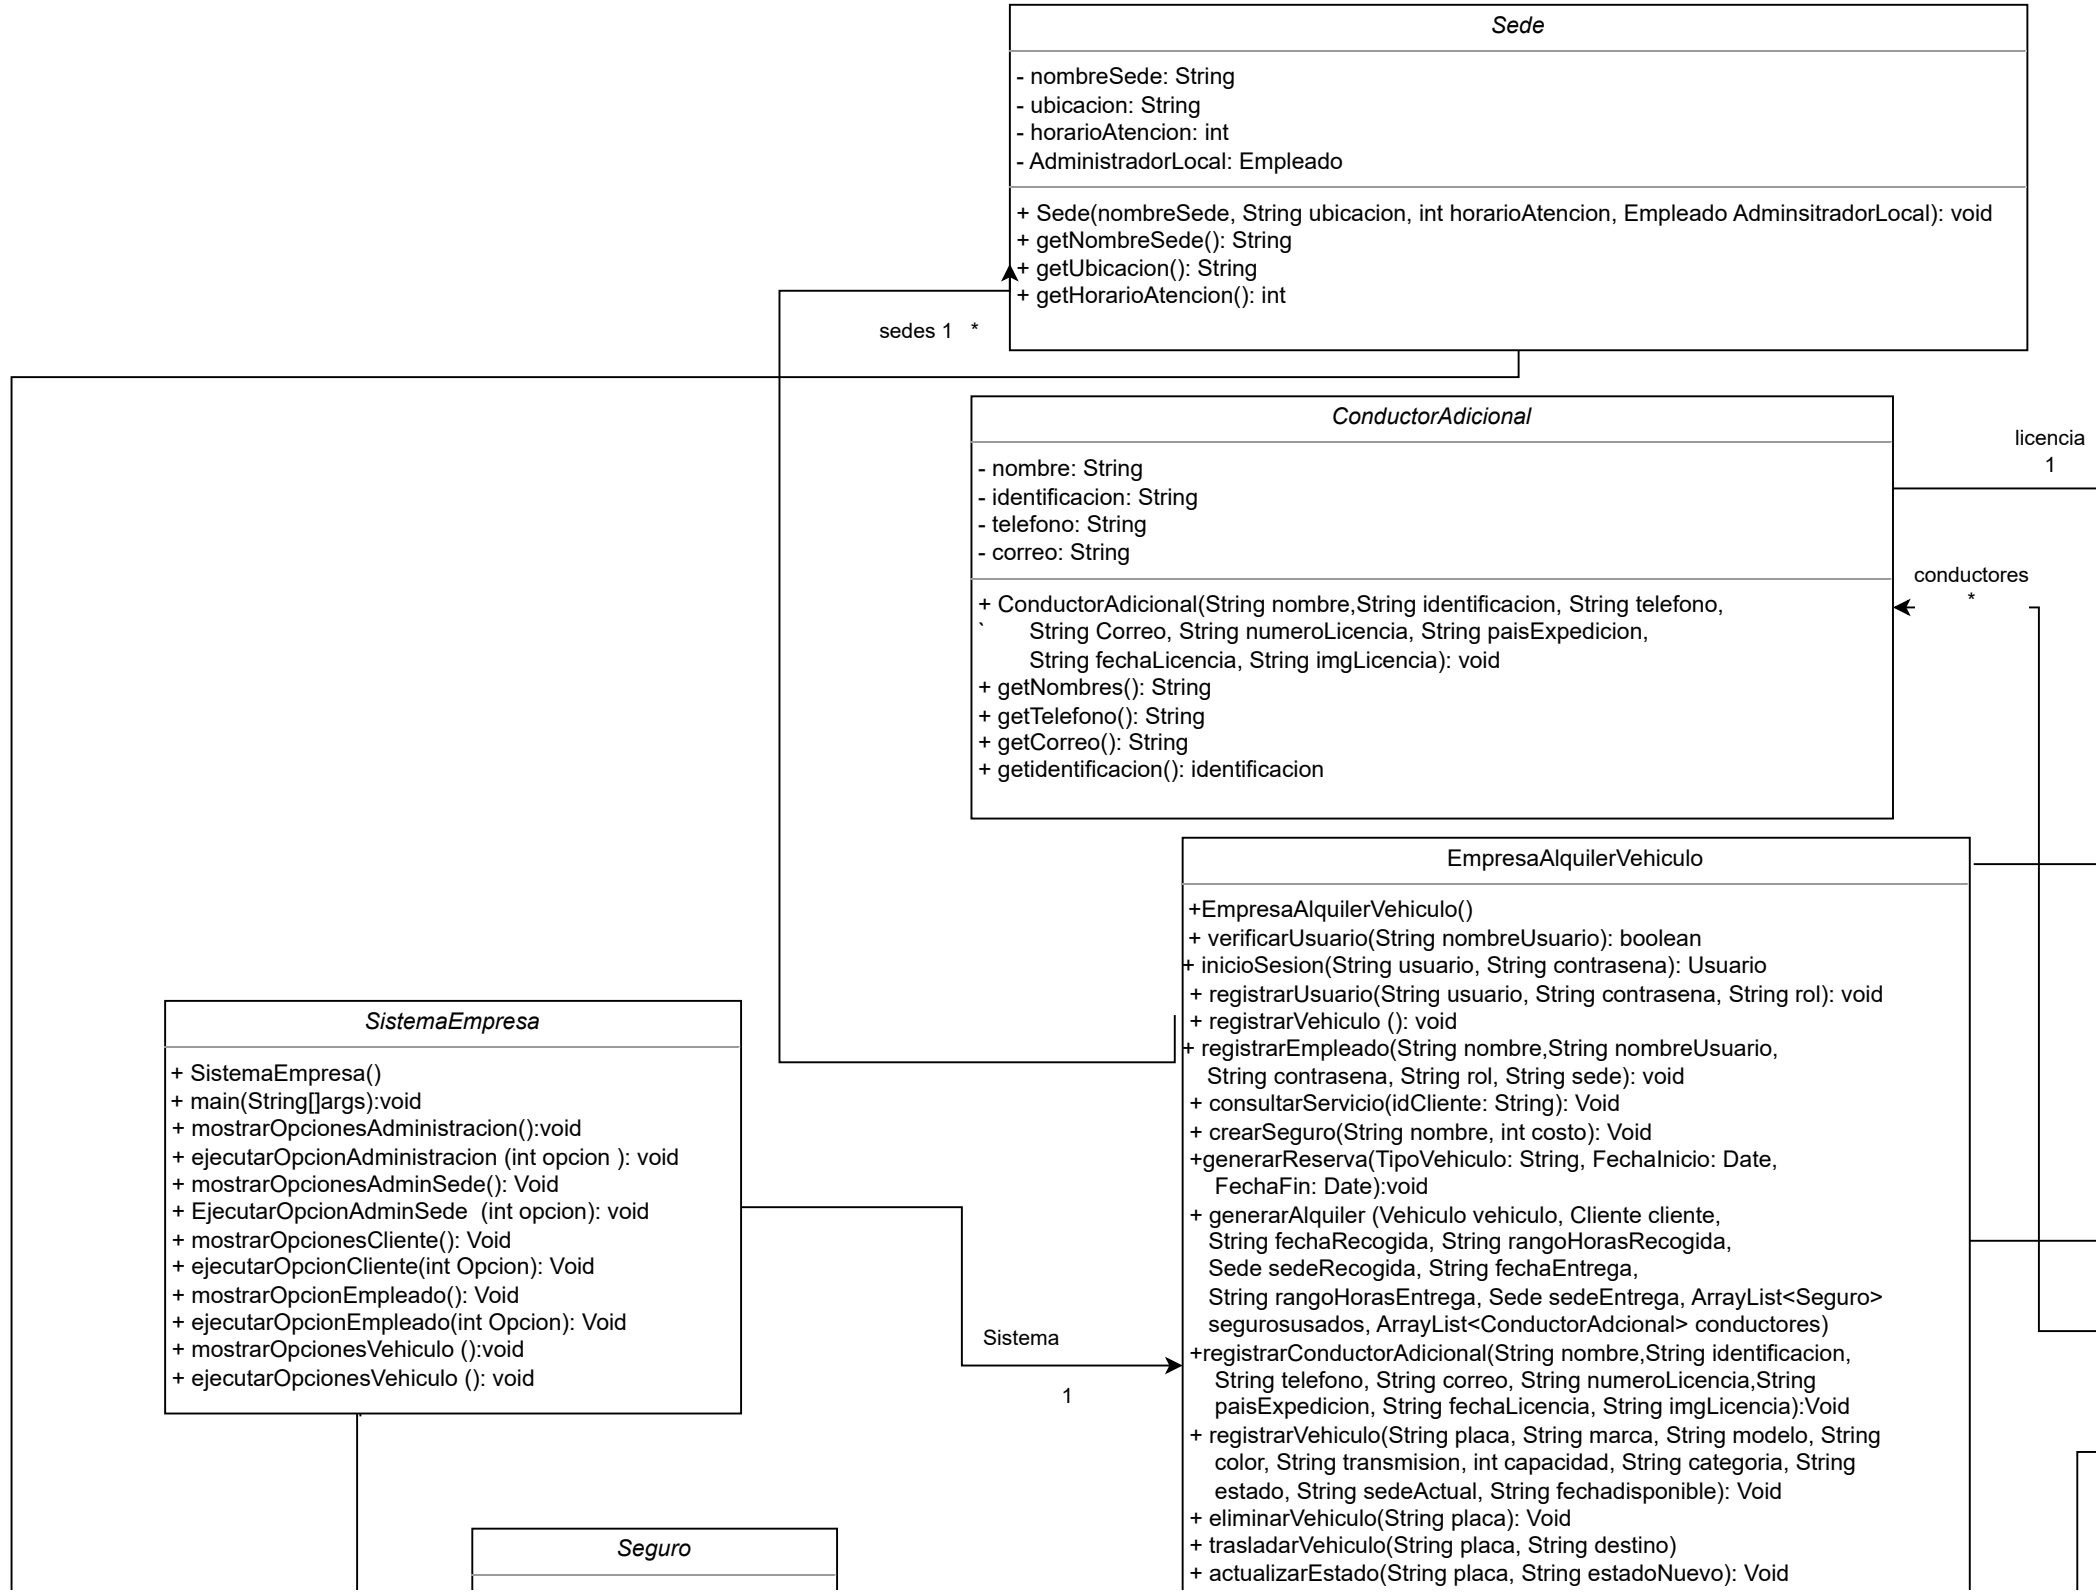 Sede
- nombreSede: String
- ubicacion: String
- horarioAtencion: int
- AdministradorLocal: Empleado
+ Sede(nombreSede, String ubicacion, int horarioAtencion, Empleado AdminsitradorLocal): void
+ getNombreSede(): String
+ getUbicacion(): String
+ getHorarioAtencion(): int
sedes 1 *
ConductorAdicional
- nombre: String
- identificacion: String
- telefono: String
- correo: String
+ ConductorAdicional(String nombre,String identificacion, String telefono,
` String Correo, String numeroLicencia, String paisExpedicion,
String fechaLicencia, String imgLicencia): void
+ getNombres(): String
+ getTelefono(): String
+ getCorreo(): String
+ getidentificacion(): identificacion
licencia
1
conductores
*
EmpresaAlquilerVehiculo
+EmpresaAlquilerVehiculo()
+ verificarUsuario(String nombreUsuario): boolean
+ inicioSesion(String usuario, String contrasena): Usuario
+ registrarUsuario(String usuario, String contrasena, String rol): void
+ registrarVehiculo (): void
+ registrarEmpleado(String nombre,String nombreUsuario,
String contrasena, String rol, String sede): void
+ consultarServicio(idCliente: String): Void
+ crearSeguro(String nombre, int costo): Void
+generarReserva(TipoVehiculo: String, FechaInicio: Date,
FechaFin: Date):void
+ generarAlquiler (Vehiculo vehiculo, Cliente cliente,
String fechaRecogida, String rangoHorasRecogida,
Sede sedeRecogida, String fechaEntrega,
String rangoHorasEntrega, Sede sedeEntrega, ArrayList<Seguro>
segurosusados, ArrayList<ConductorAdcional> conductores)
+registrarConductorAdicional(String nombre,String identificacion,
String telefono, String correo, String numeroLicencia,String
paisExpedicion, String fechaLicencia, String imgLicencia):Void
+ registrarVehiculo(String placa, String marca, String modelo, String
color, String transmision, int capacidad, String categoria, String
estado, String sedeActual, String fechadisponible): Void
+ eliminarVehiculo(String placa): Void
+ trasladarVehiculo(String placa, String destino)
+ actualizarEstado(String placa, String estadoNuevo): Void
SistemaEmpresa
+ SistemaEmpresa()
+ main(String[]args):void
+ mostrarOpcionesAdministracion():void
+ ejecutarOpcionAdministracion (int opcion ): void
+ mostrarOpcionesAdminSede(): Void
+ EjecutarOpcionAdminSede (int opcion): void
+ mostrarOpcionesCliente(): Void
+ ejecutarOpcionCliente(int Opcion): Void
+ mostrarOpcionEmpleado(): Void
+ ejecutarOpcionEmpleado(int Opcion): Void
+ mostrarOpcionesVehiculo ():void
+ ejecutarOpcionesVehiculo (): void
Sistema
1
Seguro